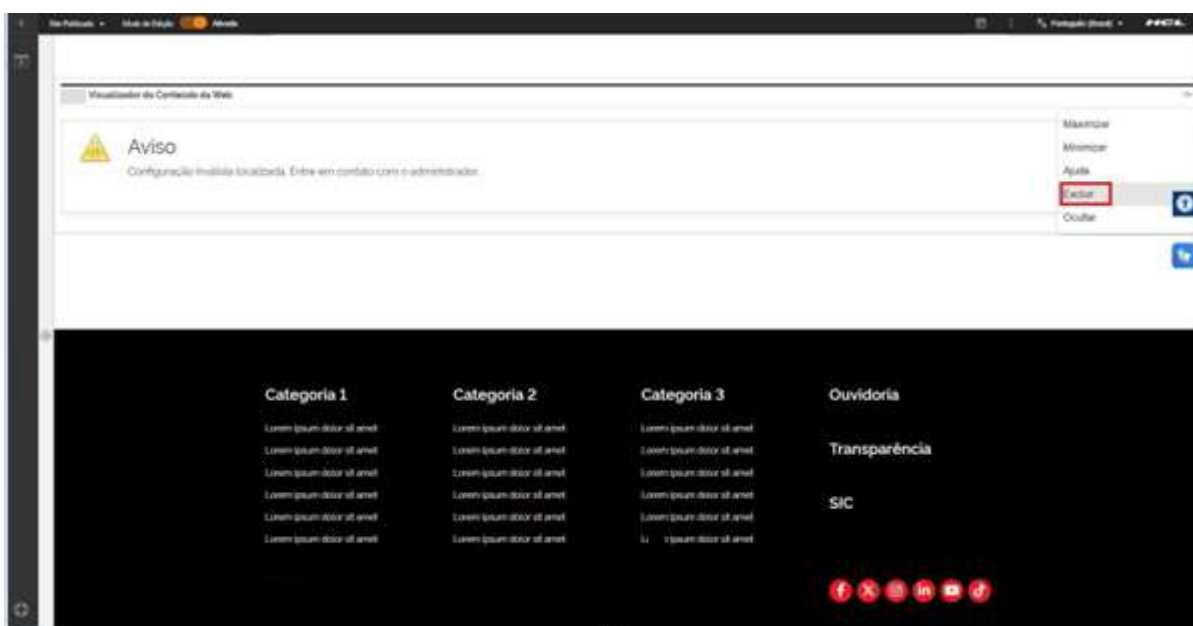 Site Publicado
Modo de Edição
Ativado
Português (Brasil)
HCL
Visualizador do Conteúdo da Web
Aviso
Configuração inválida localizada. Entre em contato com o administrador.
Maximizar
Minimizar
Ajuda
Excluir
Ocultar
Categoria 1
Lorem ipsum dolor sit amet
Lorem ipsum dolor sit amet
Lorem ipsum dolor sit amet
Lorem ipsum dolor sit amet
Lorem ipsum dolor sit amet
Lorem ipsum dolor sit amet
Categoria 2
Lorem ipsum dolor sit amet
Lorem ipsum dolor sit amet
Lorem ipsum dolor sit amet
Lorem ipsum dolor sit amet
Lorem ipsum dolor sit amet
Lorem ipsum dolor sit amet
Categoria 3
Lorem ipsum dolor sit amet
Lorem ipsum dolor sit amet
Lorem ipsum dolor sit amet
Lorem ipsum dolor sit amet
Lorem ipsum dolor sit amet
ipsum dolor sit amet
Ouvidoria
Transparência
SIC